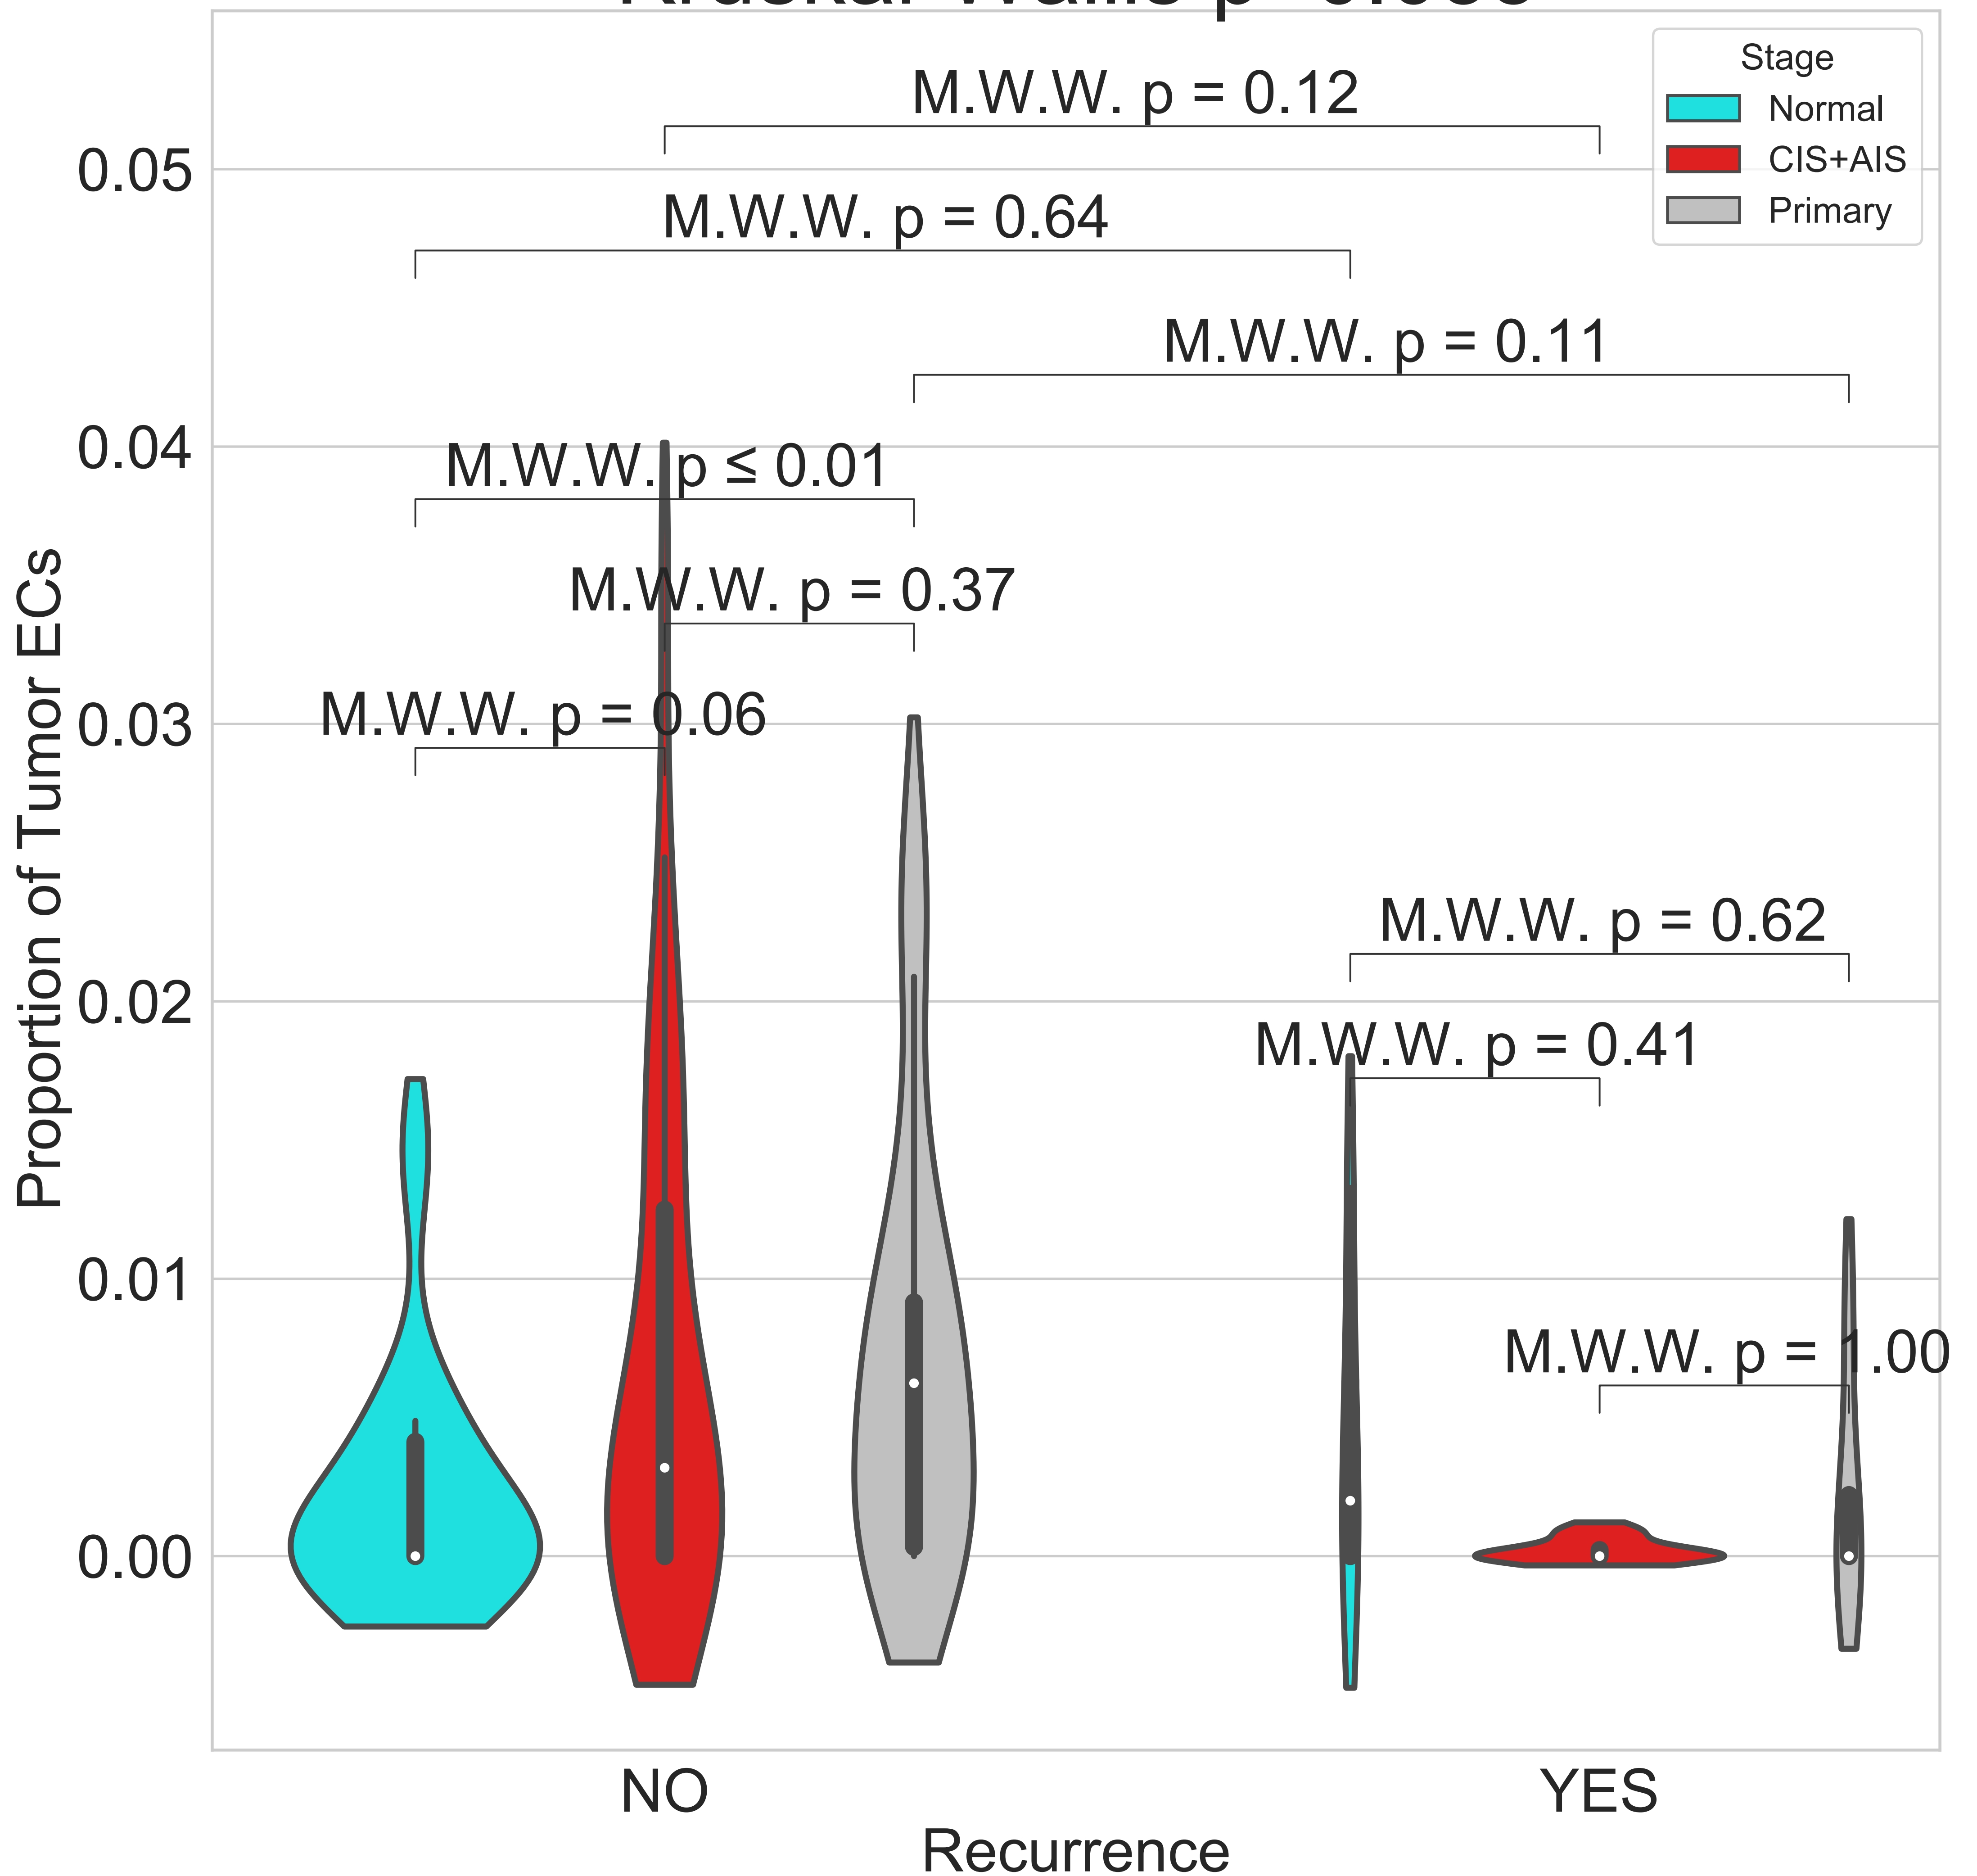 Stage
Normal
CIS+AIS
Primary
M.W.W. p = 0.12
M.W.W. p = 0.64
M.W.W. p = 0.11
M.W.W. p ≤ 0.01
M.W.W. p = 0.37
M.W.W. p = 0.06
M.W.W. p = 0.62
M.W.W. p = 0.41
M.W.W. p = 1.00
Proportion of Tumor ECs
0.05
0.04
0.03
0.02
0.01
0.00
NO
YES
Recurrence